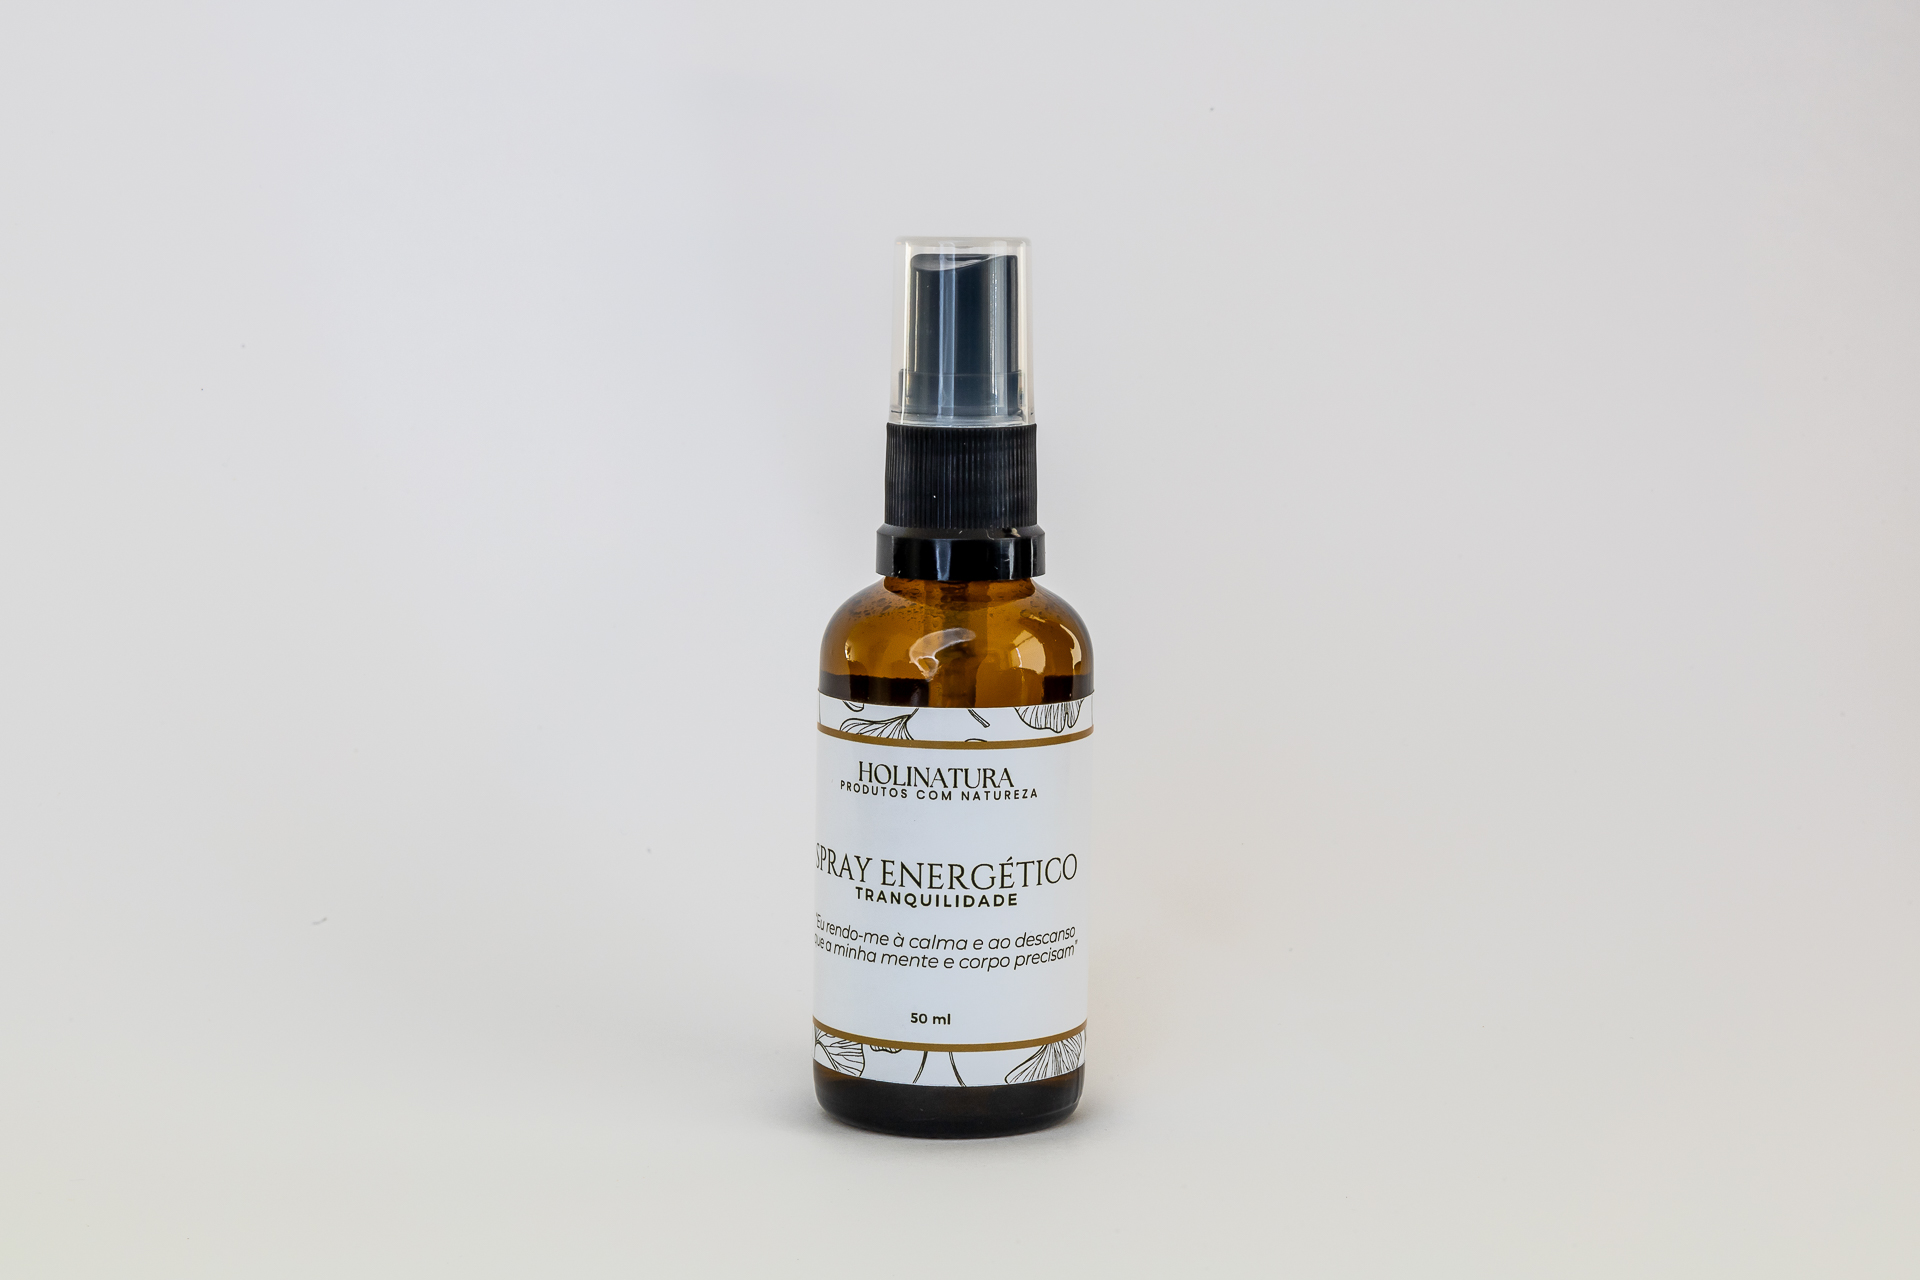 HOLINATURA
PRODUTOS COM NATUREZA
SPRAY ENERGÉTICO
TRANQUILIDADE
"Eu rendo-me à calma e ao descanso
que a minha mente e corpo precisam"
50 ml